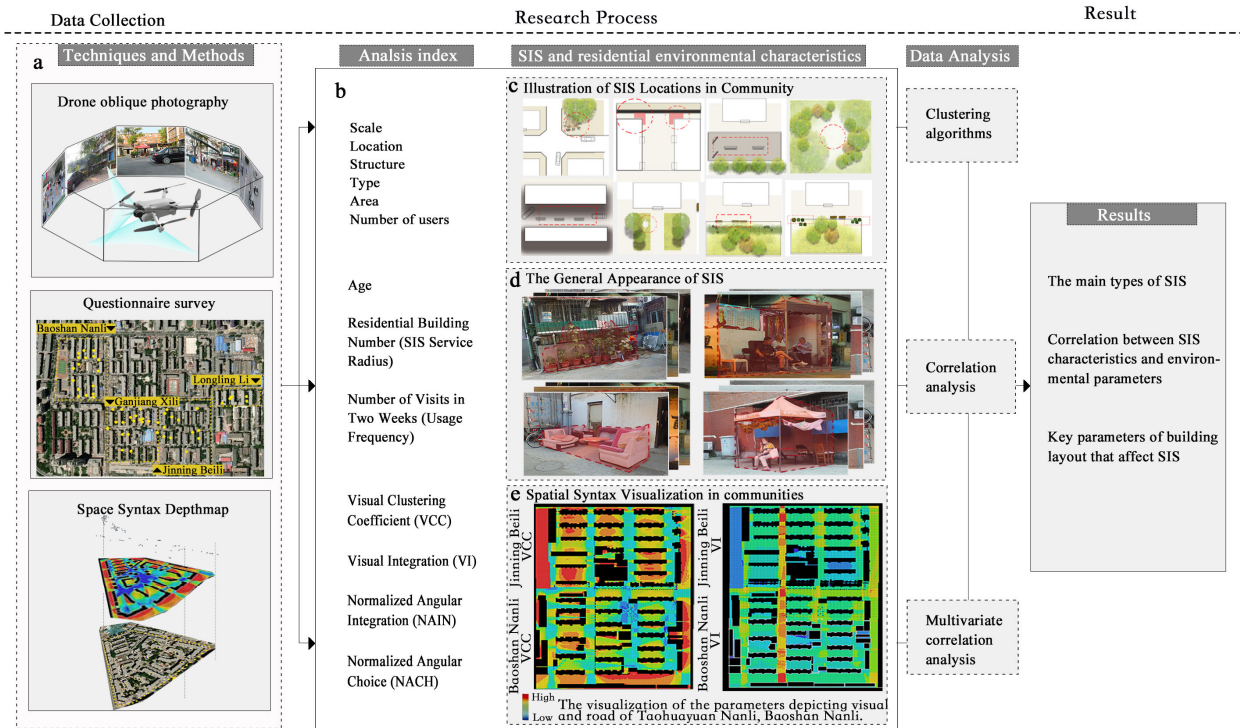 Data Collection
Research Process
Result
a
Techniques and Methods
Drone oblique photography
Questionnaire survey
Baoshan Nanli
Longling Li
Ganjiang Xili
Jinning Beili
Space Syntax Depthmap
Analsis index
b
Scale
Location
Structure
Type
Area
Number of users
Age
Residential Building
Number (SIS Service
Radius)
Number of Visits in
Two Weeks (Usage
Frequency)
Visual Clustering
Coefficient (VCC)
Visual Integration (VI)
Normalized Angular
Integration (NAIN)
Normalized Angular
Choice (NACH)
SIS and residential environmental characteristics
c Illustration of SIS Locations in Community
d The General Appearance of SIS
e Spatial Syntax Visualization in communities
Jinning Beili
VCC
Baoshan Nanli
VCC
Jinning Beili
VI
Baoshan Nanli
VI
High
Low
The visualization of the parameters depicting visual
and road of Taohuayuan Nanli, Baoshan Nanli.
Data Analysis
Clustering
algorithms
Correlation
analysis
Multivariate
correlation
analysis
Results
The main types of SIS
Correlation between SIS
characteristics and environ-
mental parameters
Key parameters of building
layout that affect SIS